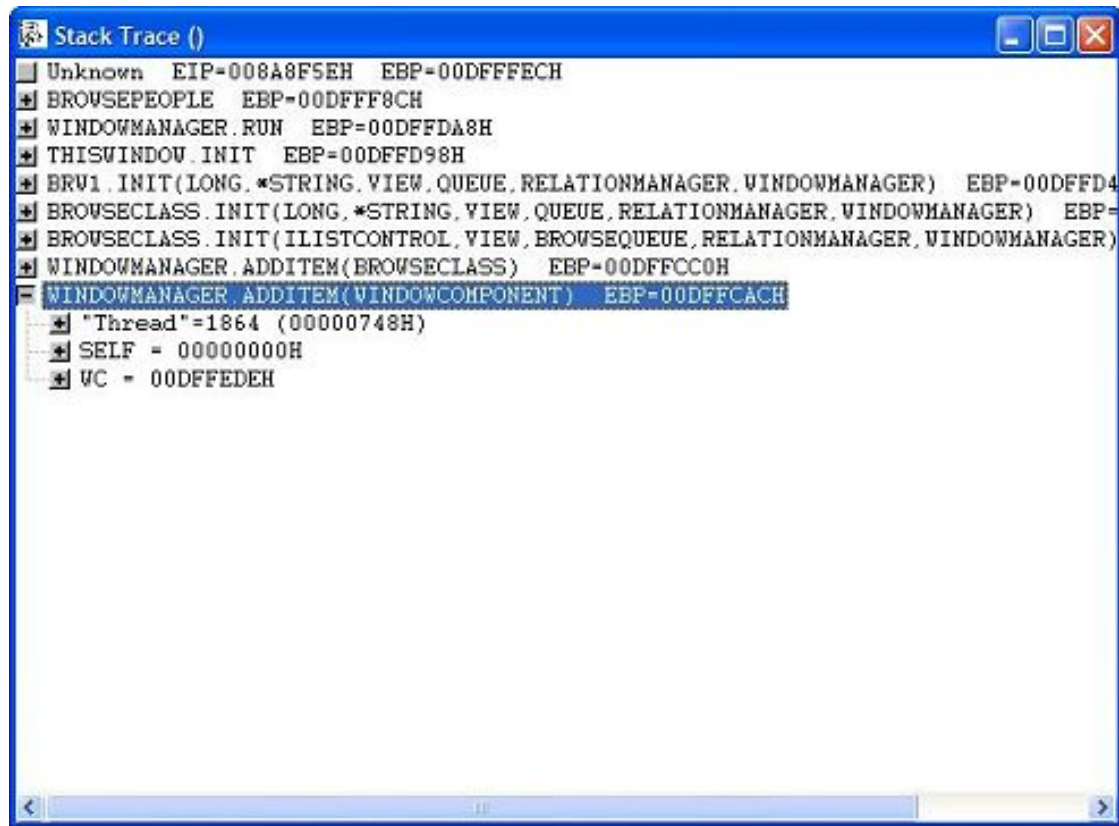 Stack Trace ()
Unknown EIP=008A8F5EH EBP=00DFFFECH
BROWSEPEOPLE EBP=00DFFF8CH
WINDOWMANAGER.RUN EBP=00DFFDA8H
THISWINDOW.INIT EBP=00DFFD98H
BRW1.INIT(LONG,*STRING,VIEW,QUEUE,RELATIONMANAGER,WINDOWMANAGER) EBP=00DFFD4
BROWSECLASS.INIT(LONG,*STRING,VIEW,QUEUE,RELATIONMANAGER,WINDOWMANAGER) EBP=
BROWSECLASS.INIT(ILISTCONTROL,VIEW,BROWSEQUEUE,RELATIONMANAGER,WINDOWMANAGER)
WINDOWMANAGER.ADDITEM(BROWSECLASS) EBP=00DFFCC0H
WINDOWMANAGER.ADDITEM(WINDOWCOMPONENT) EBP=00DFFCACH
"Thread"=1864 (00000748H)
SELF = 00000000H
WC = 00DFFEDEH